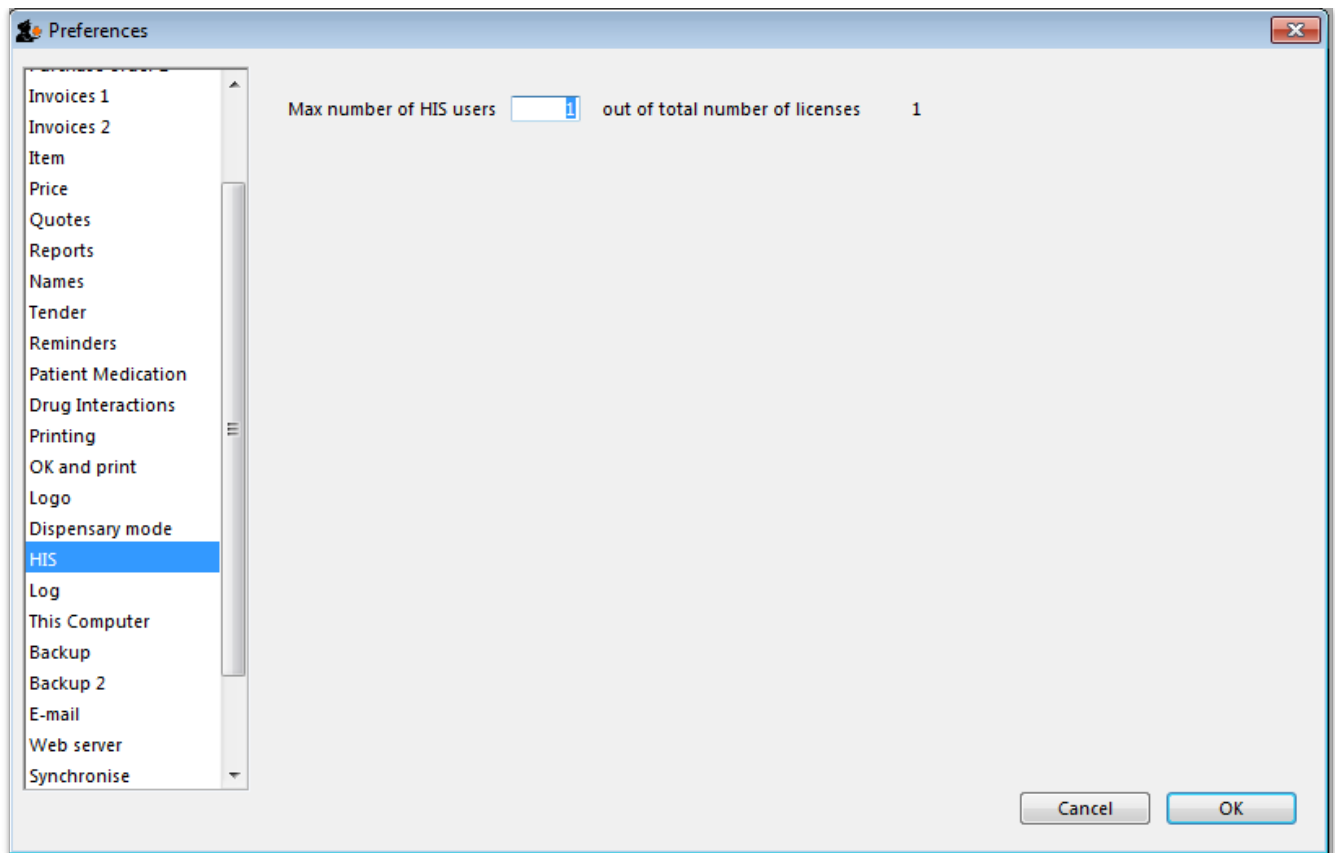 Preferences
Invoices 1
Invoices 2
Item
Price
Quotes
Reports
Names
Tender
Reminders
Patient Medication
Drug Interactions
Printing
OK and print
Logo
Dispensary mode
HIS
Log
This Computer
Backup
Backup 2
E-mail
Web server
Synchronise
Max number of HIS users 1 out of total number of licenses 1
Cancel OK